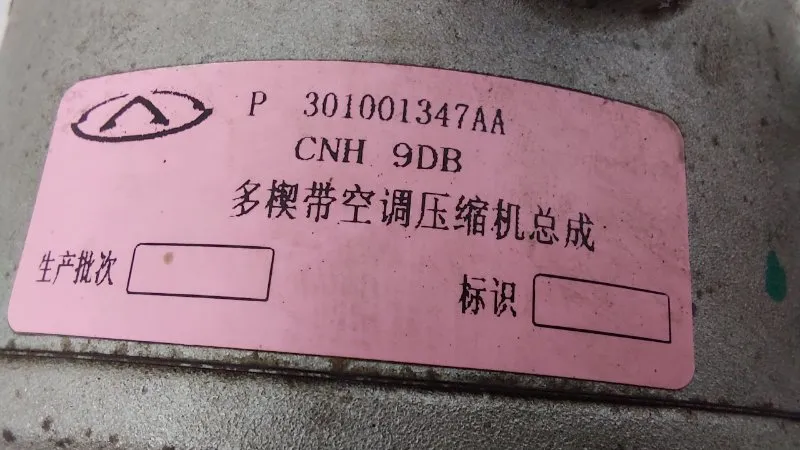 P 301001347AA
CNH 9DB
多楔带空调压缩机总成
生产批次
标识